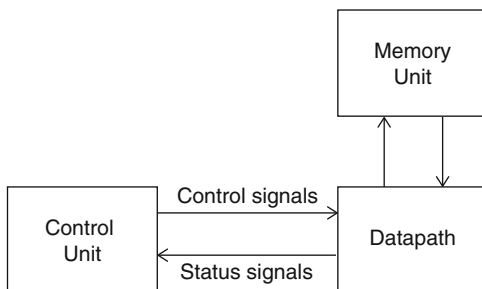 Memory
Unit
Control signals
Control
Unit
Datapath
Status signals